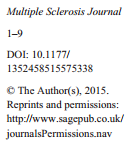 Multiple Sclerosis Journal
1–9
DOI: 10.1177/
1352458515575338
© The Author(s), 2015.
Reprints and permissions:
http://www.sagepub.co.uk/
journalsPermissions.nav